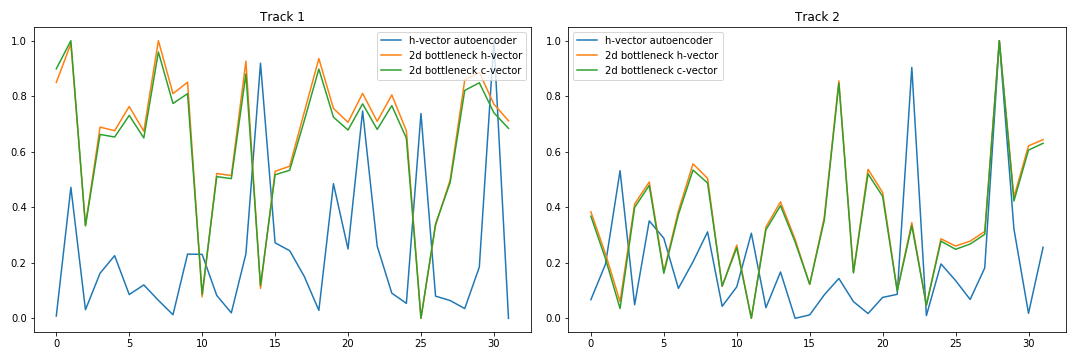 Track 1
h-vector autoencoder
2d bottleneck h-vector
2d bottleneck c-vector
1.0
0.8
0.6
0.4
0.2
0.0
0 5 10 15 20 25 30
Track 2
h-vector autoencoder
2d bottleneck h-vector
2d bottleneck c-vector
1.0
0.8
0.6
0.4
0.2
0.0
0 5 10 15 20 25 30